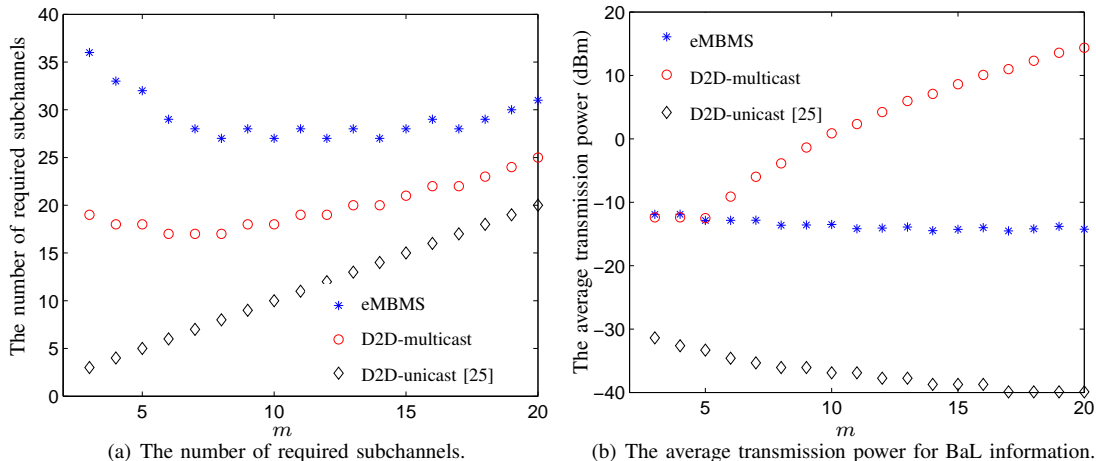 The number of required subchannels
40
35
30
25
20
15
10
5
0
5
10
15
20
m
eMBMS
D2D-multicast
D2D-unicast [25]
(a) The number of required subchannels.
The average transmission power (dBm)
20
10
0
−10
−20
−30
−40
5
10
15
20
m
eMBMS
D2D-multicast
D2D-unicast [25]
(b) The average transmission power for BaL information.